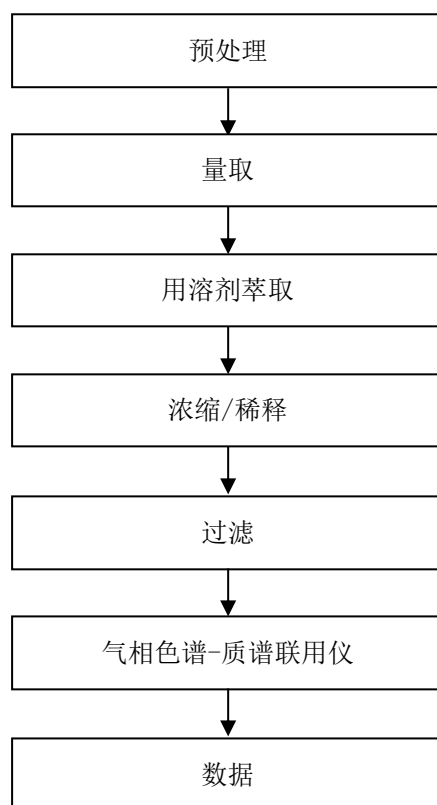 预处理
量取
用溶剂萃取
浓缩/稀释
过滤
气相色谱-质谱联用仪
数据